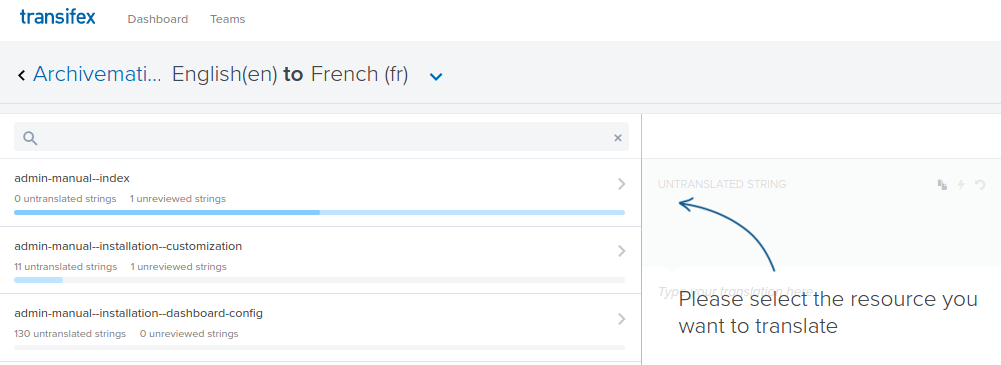 transifex Dashboard Teams
Archivemati... English(en) to French (fr)
admin-manual--index
0 untranslated strings 1 unreviewed strings
admin-manual--installation--customization
11 untranslated strings 1 unreviewed strings
admin-manual--installation--dashboard-config
130 untranslated strings 0 unreviewed strings
UNTRANSLATED STRING
Type your translation here...
Please select the resource you
want to translate